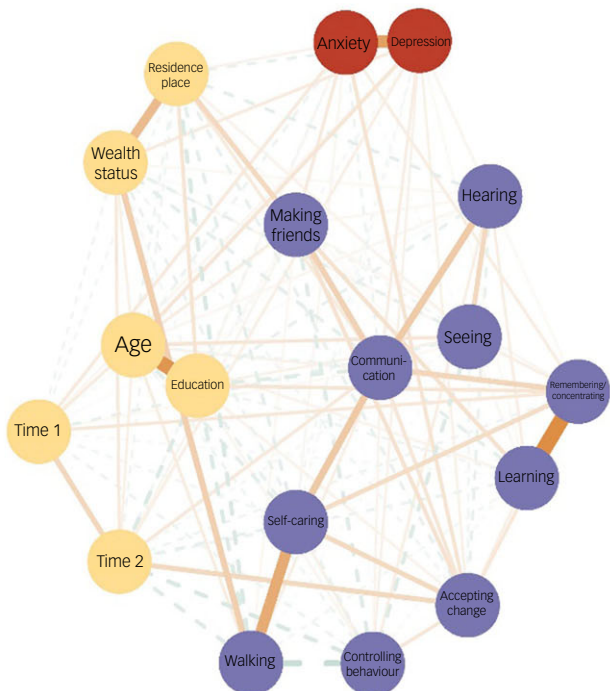 Anxiety
Depression
Residence
place
Wealth
status
Hearing
Making
friends
Age
Seeing
Communi-
cation
Education
Remembering/
concentrating
Time 1
Learning
Self-caring
Time 2
Accepting
change
Walking
Controlling
behaviour